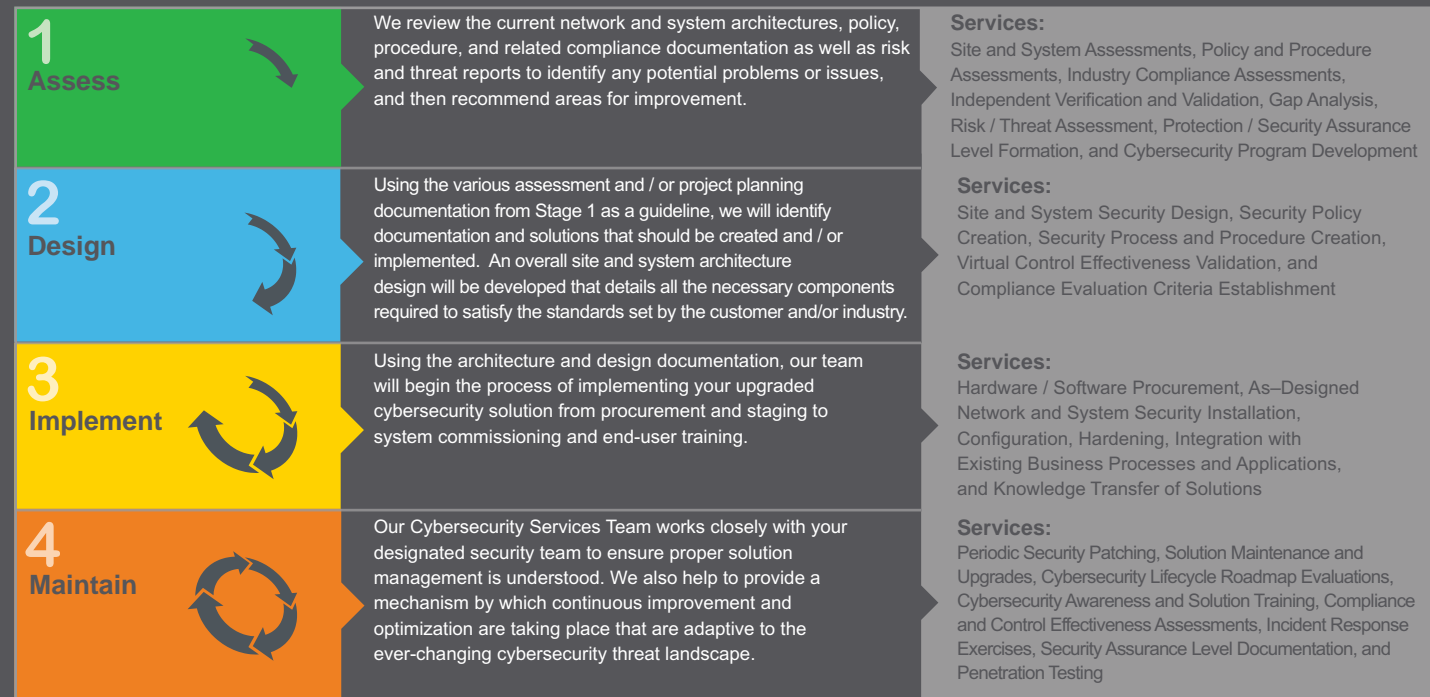 1
Assess
We review the current network and system architectures, policy,
procedure, and related compliance documentation as well as risk
and threat reports to identify any potential problems or issues,
and then recommend areas for improvement.
Services:
Site and System Assessments, Policy and Procedure
Assessments, Industry Compliance Assessments,
Independent Verification and Validation, Gap Analysis,
Risk / Threat Assessment, Protection / Security Assurance
Level Formation, and Cybersecurity Program Development
2
Design
Using the various assessment and / or project planning
documentation from Stage 1 as a guideline, we will identify
documentation and solutions that should be created and / or
implemented.  An overall site and system architecture
design will be developed that details all the necessary components
required to satisfy the standards set by the customer and/or industry.
Services:
Site and System Security Design, Security Policy
Creation, Security Process and Procedure Creation,
Virtual Control Effectiveness Validation, and
Compliance Evaluation Criteria Establishment
3
Implement
Using the architecture and design documentation, our team
will begin the process of implementing your upgraded
cybersecurity solution from procurement and staging to
system commissioning and end-user training.
Services:
Hardware / Software Procurement, As–Designed
Network and System Security Installation,
Configuration, Hardening, Integration with
Existing Business Processes and Applications,
and Knowledge Transfer of Solutions
4
Maintain
Our Cybersecurity Services Team works closely with your
designated security team to ensure proper solution
management is understood. We also help to provide a
mechanism by which continuous improvement and
optimization are taking place that are adaptive to the
ever-changing cybersecurity threat landscape.
Services:
Periodic Security Patching, Solution Maintenance and
Upgrades, Cybersecurity Lifecycle Roadmap Evaluations,
Cybersecurity Awareness and Solution Training, Compliance
and Control Effectiveness Assessments, Incident Response
Exercises, Security Assurance Level Documentation, and
Penetration Testing